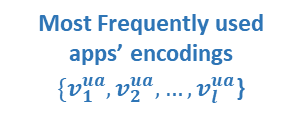 Most Frequently used
apps' encodings
{𝒗₁ᵘᵃ, 𝒗₂ᵘᵃ, ..., 𝒗ₗᵘᵃ}